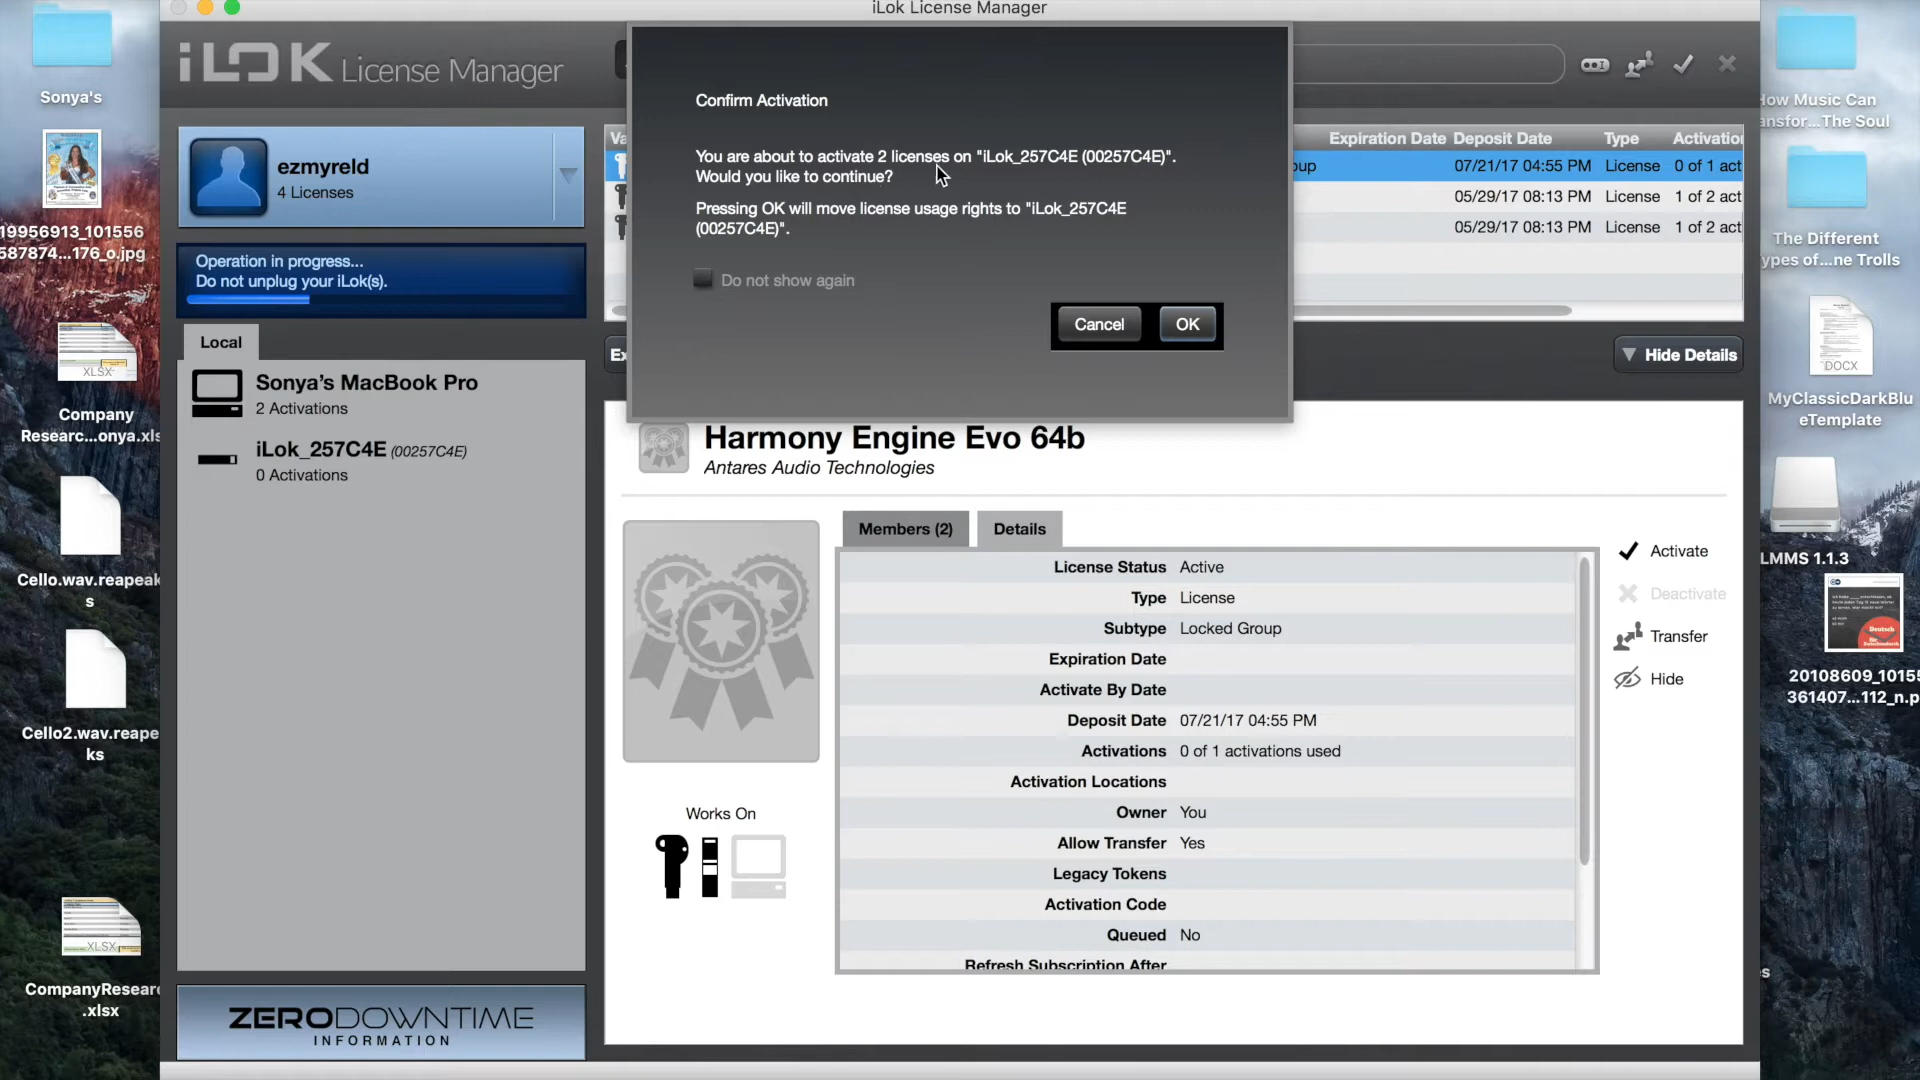 iLok License Manager
Sonya's
iLOK License Manager
ezmyreld
4 Licenses
Operation in progress...
Do not unplug your iLok(s).
Local
Sonya's MacBook Pro
2 Activations
iLok_257C4E (00257C4E)
0 Activations
ZERODOWNTIME
INFORMATION
Confirm Activation
You are about to activate 2 licenses on "iLok_257C4E (00257C4E)".
Would you like to continue?
Pressing OK will move license usage rights to "iLok_257C4E
(00257C4E)".
Do not show again
Cancel OK
Expiration Date Deposit Date Type Activatio
oup 07/21/17 04:55 PM License 0 of 1 act
05/29/17 08:13 PM License 1 of 2 act
05/29/17 08:13 PM License 1 of 2 act
Hide Details
Harmony Engine Evo 64b
Antares Audio Technologies
Members (2) Details
License Status Active
Type License
Subtype Locked Group
Expiration Date
Activate By Date
Deposit Date 07/21/17 04:55 PM
Activations 0 of 1 activations used
Activation Locations
Owner You
Allow Transfer Yes
Legacy Tokens
Activation Code
Queued No
Refresh Subscription After
Works On
Activate
Deactivate
Transfer
Hide
19956913_101556
587874...176_o.jpg
XLSX
Company
Researc...onya.xls
Cello.wav.reapeak
s
Cello2.wav.reape
ks
XLSX
CompanyResearc
.xlsx
How Music Can
ansfor...The Soul
The Different
ypes of...ne Trolls
DOCX
MyClassicDarkBlu
eTemplate
LMMS 1.1.3
Deutsch
20108609_10155
361407...112_n.p